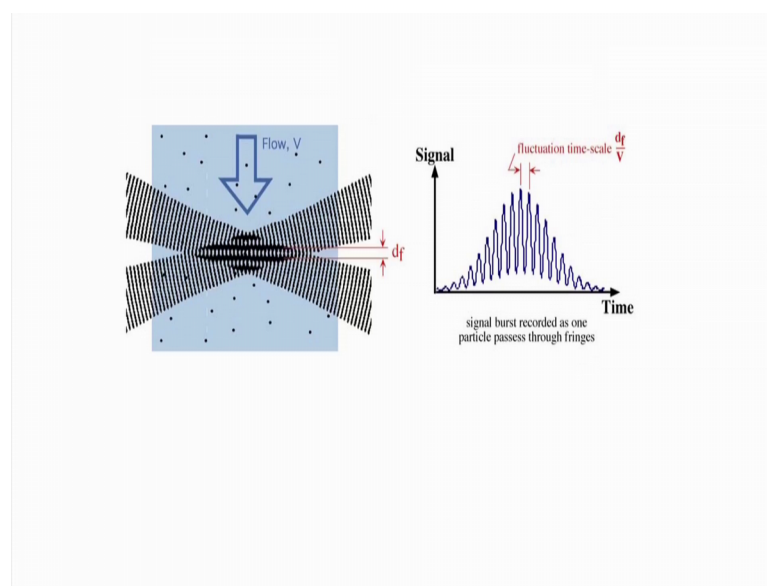 Flow, V
df
Signal
fluctuation time-scale df/V
Time
signal burst recorded as one
particle passess through fringes